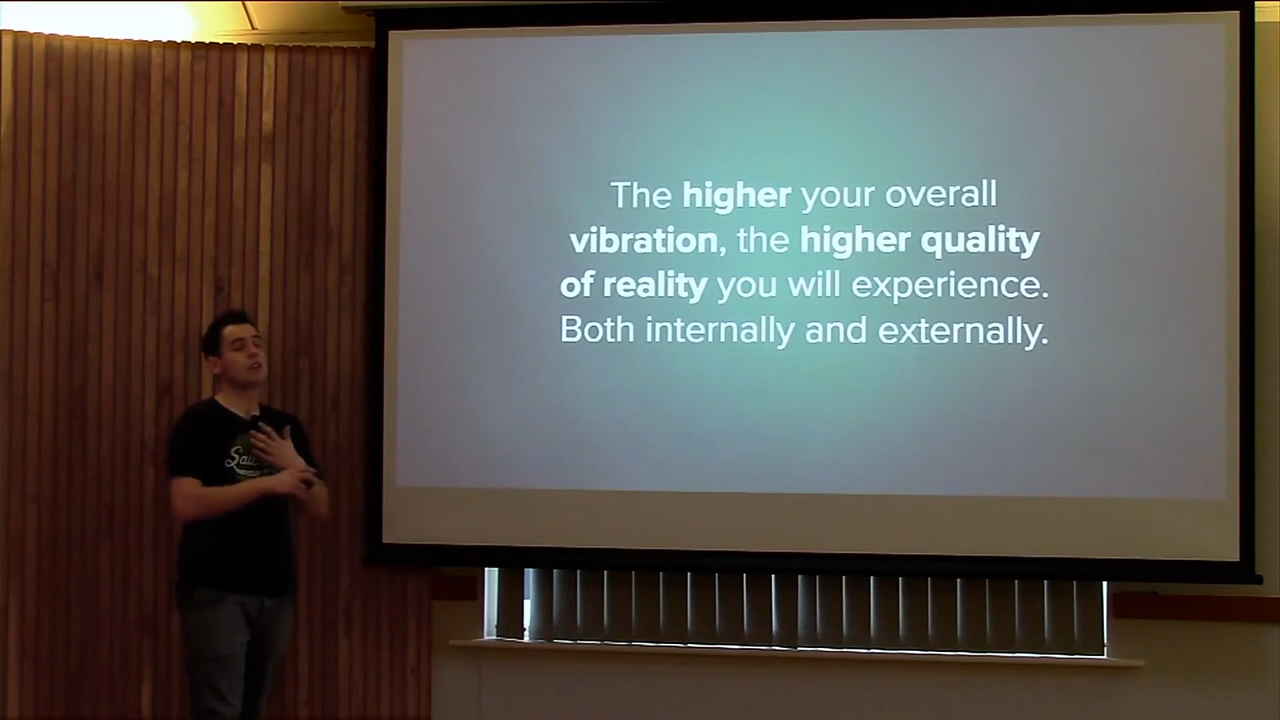 The higher your overall
vibration, the higher quality
of reality you will experience.
Both internally and externally.